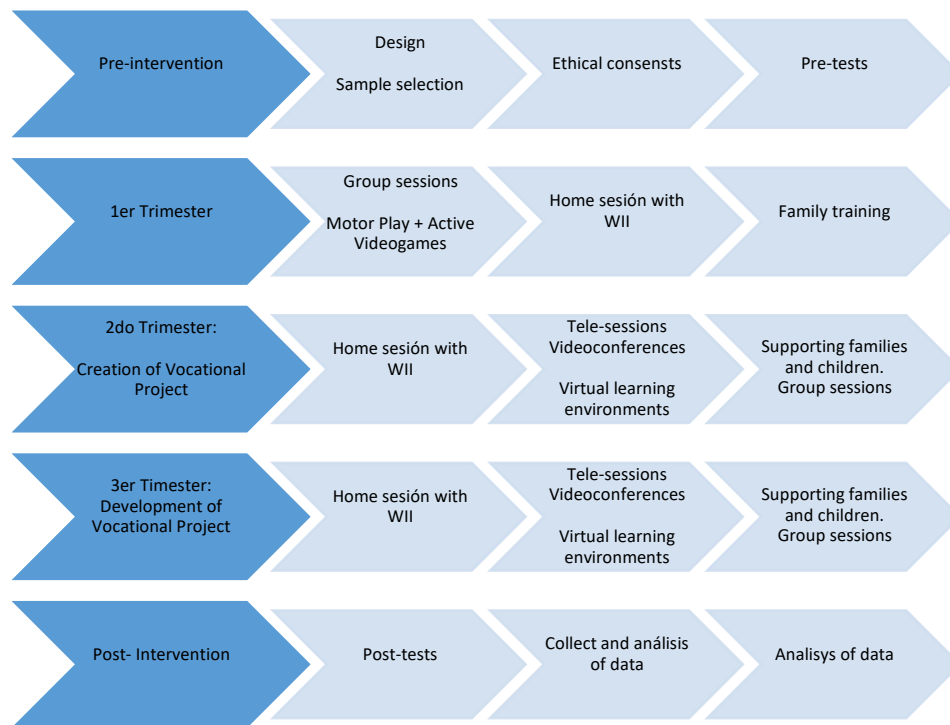 Pre-intervention
Design
Sample selection
Ethical consensts
Pre-tests
1er Trimester
Group sessions
Motor Play + Active
Videogames
Home sesión with
WII
Family training
2do Trimester:
Creation of Vocational
Project
Home sesión with
WII
Tele-sessions
Videoconferences
Virtual learning
environments
Supporting families
and children.
Group sessions
3er Timester:
Development of
Vocational Project
Home sesión with
WII
Tele-sessions
Videoconferences
Virtual learning
environments
Supporting families
and children.
Group sessions
Post- Intervention
Post-tests
Collect and análisis
of data
Analisys of data